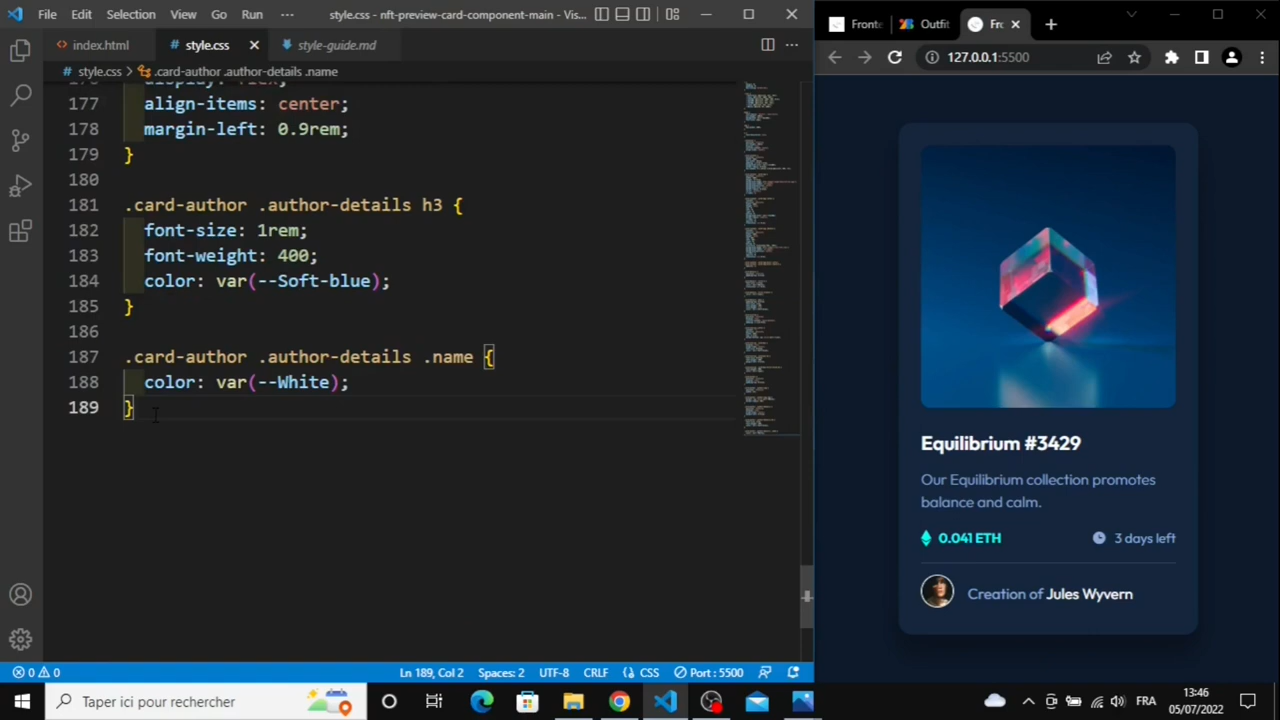 File Edit Selection View Go Run ··· style.css - nft-preview-card-component-main - Vis...
index.html style.css style-guide.md
style.css > .card-author .author-details .name
177 align-items: center;
178 margin-left: 0.9rem;
179 }
180
181 .card-author .author-details h3 {
182 font-size: 1rem;
183 font-weight: 400;
184 color: var(--Soft-blue);
185 }
186
187 .card-author .author-details .name {
188 color: var(--White);
189 }
0 0 Ln 189, Col 2 Spaces: 2 UTF-8 CRLF CSS Port : 5500
Fronte Outfit Fro
127.0.0.1:5500
Equilibrium #3429
Our Equilibrium collection promotes
balance and calm.
0.041 ETH 3 days left
Creation of Jules Wyvern
Taper ici pour rechercher
FRA
13:46
05/07/2022